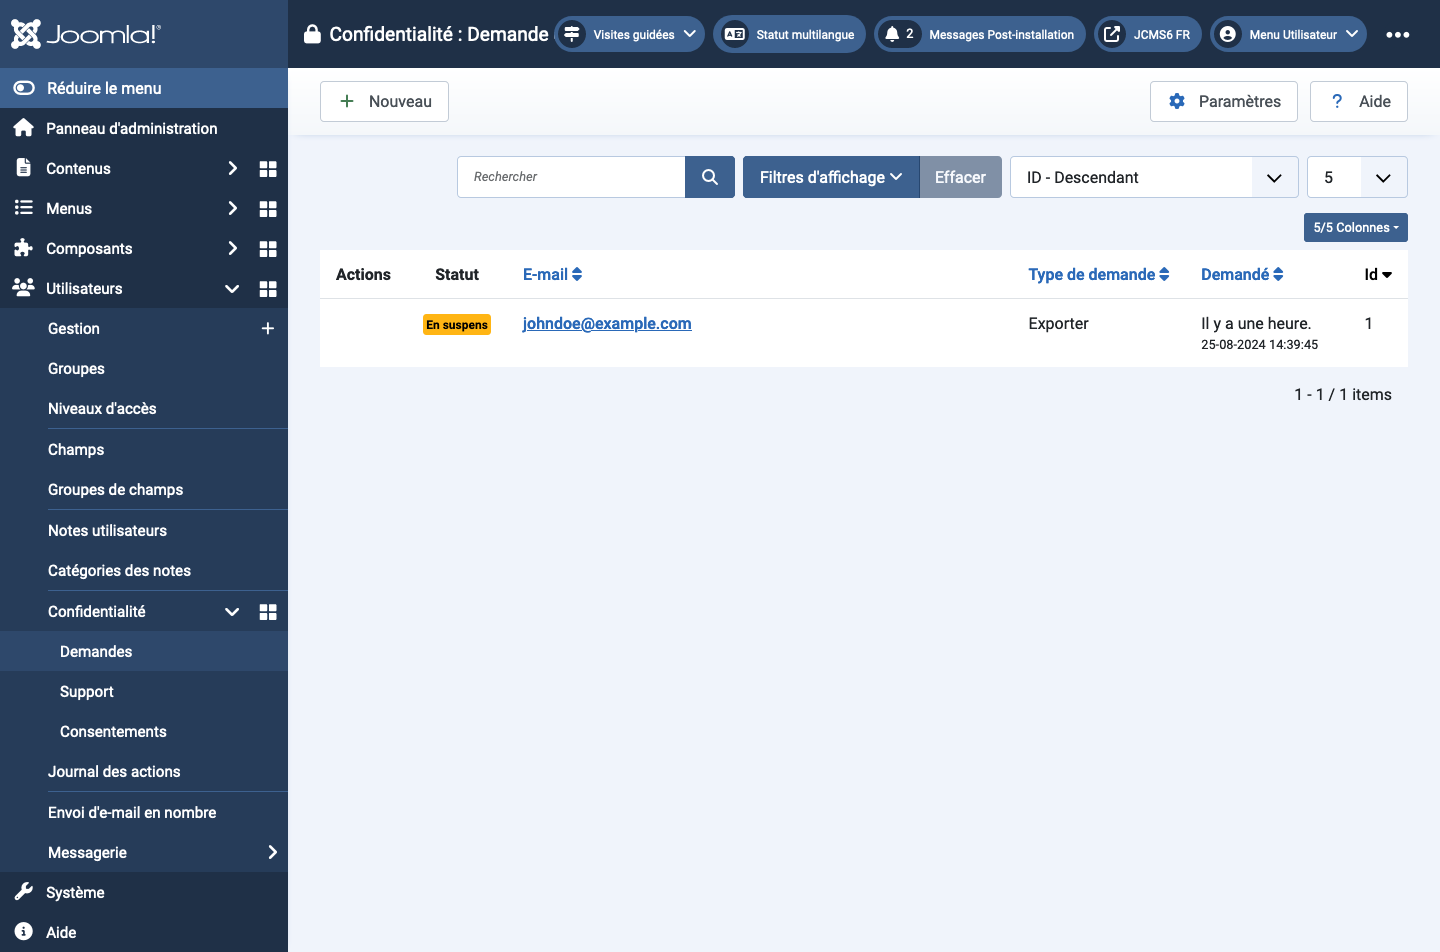 Joomla!
Confidentialité : Demande
Visites guidées
Statut multilangue
2
Messages Post-installation
JCMS6 FR
Menu Utilisateur
Réduire le menu
Panneau d'administration
Contenus
Menus
Composants
Utilisateurs
Gestion
Groupes
Niveaux d'accès
Champs
Groupes de champs
Notes utilisateurs
Catégories des notes
Confidentialité
Demandes
Support
Consentements
Journal des actions
Envoi d'e-mail en nombre
Messagerie
Système
Aide
Nouveau
Paramètres
? Aide
Rechercher
Filtres d'affichage
Effacer
ID - Descendant
5
5/5 Colonnes
Actions Statut E-mail Type de demande Demandé Id
En suspens johndoe@example.com Exporter Il y a une heure. 1
25-08-2024 14:39:45
1 - 1 / 1 items